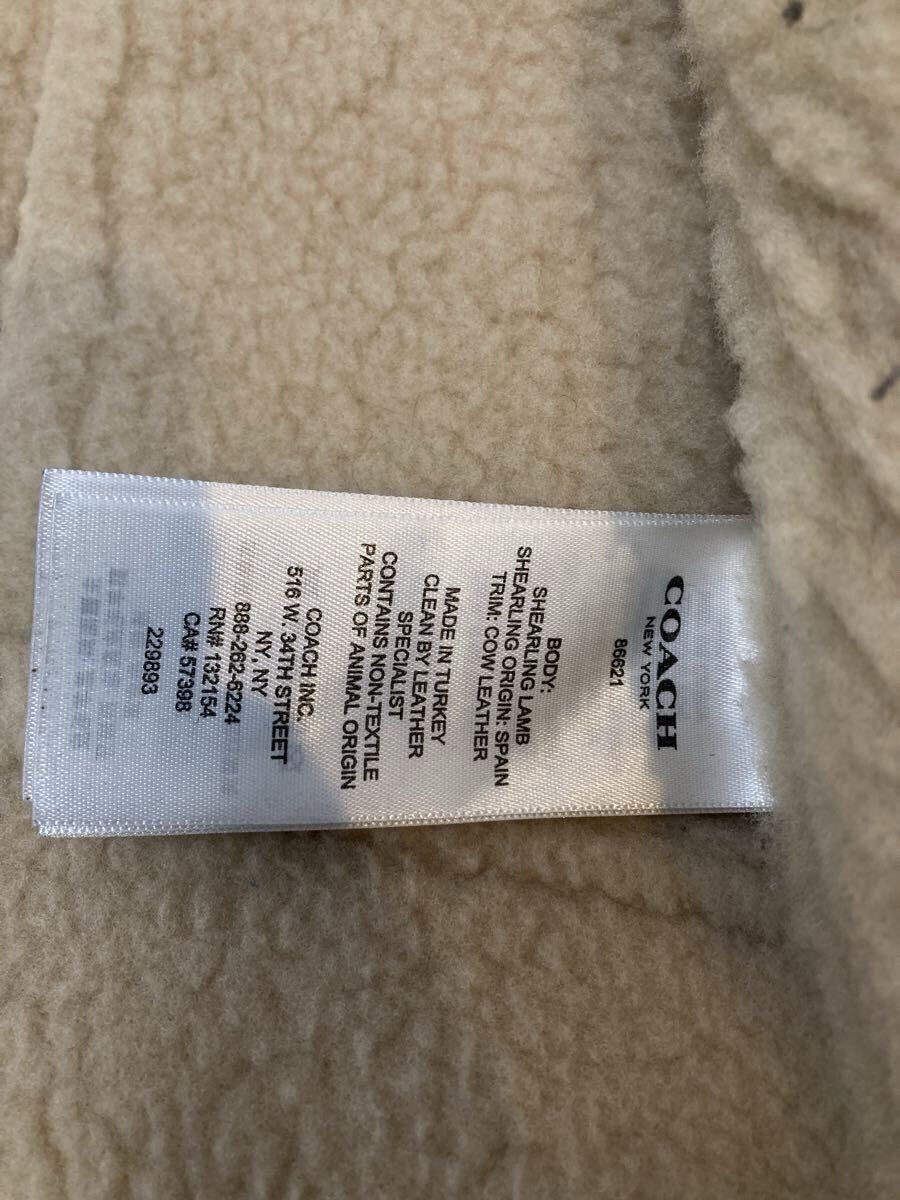 COACH
NEW YORK
86621
BODY:
SHEARLING LAMB
SHEARLING ORIGIN: SPAIN
TRIM: COW LEATHER
MADE IN TURKEY
CLEAN BY LEATHER
SPECIALIST
CONTAINS NON-TEXTILE
PARTS OF ANIMAL ORIGIN
COACH INC.
516 W. 34TH STREET
NY, NY
888-262-6224
RN# 132154
CA# 57398
229893